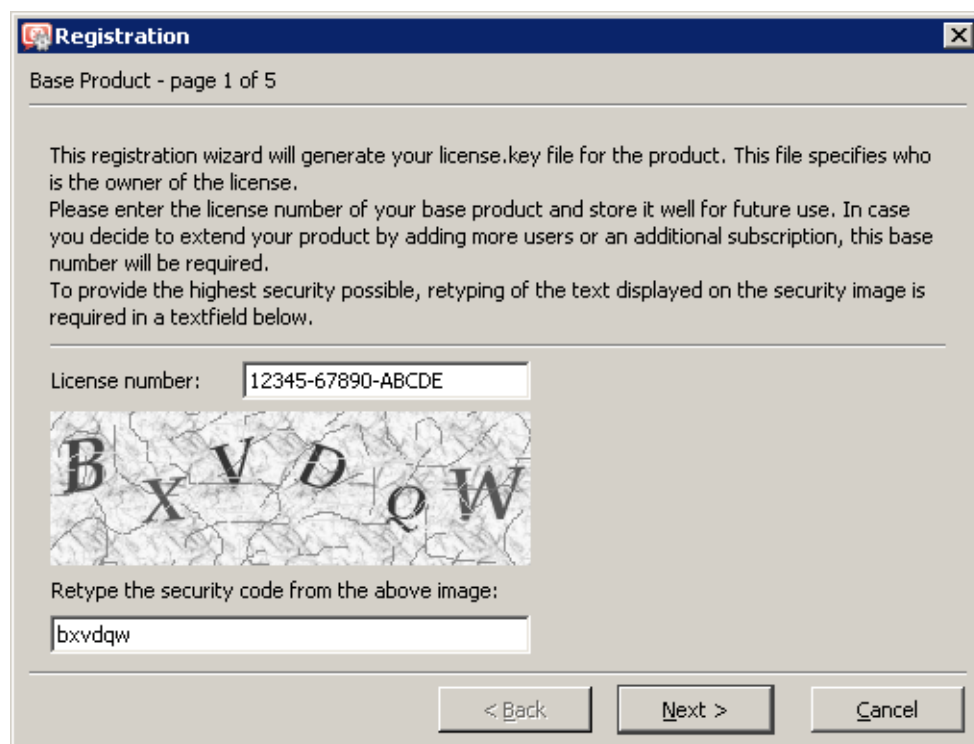 Registration
Base Product - page 1 of 5
This registration wizard will generate your license.key file for the product. This file specifies who
is the owner of the license.
Please enter the license number of your base product and store it well for future use. In case
you decide to extend your product by adding more users or an additional subscription, this base
number will be required.
To provide the highest security possible, retyping of the text displayed on the security image is
required in a textfield below.
License number: 12345-67890-ABCDE
B X V D Q W
Retype the security code from the above image:
bxvdqw
< Back Next > Cancel